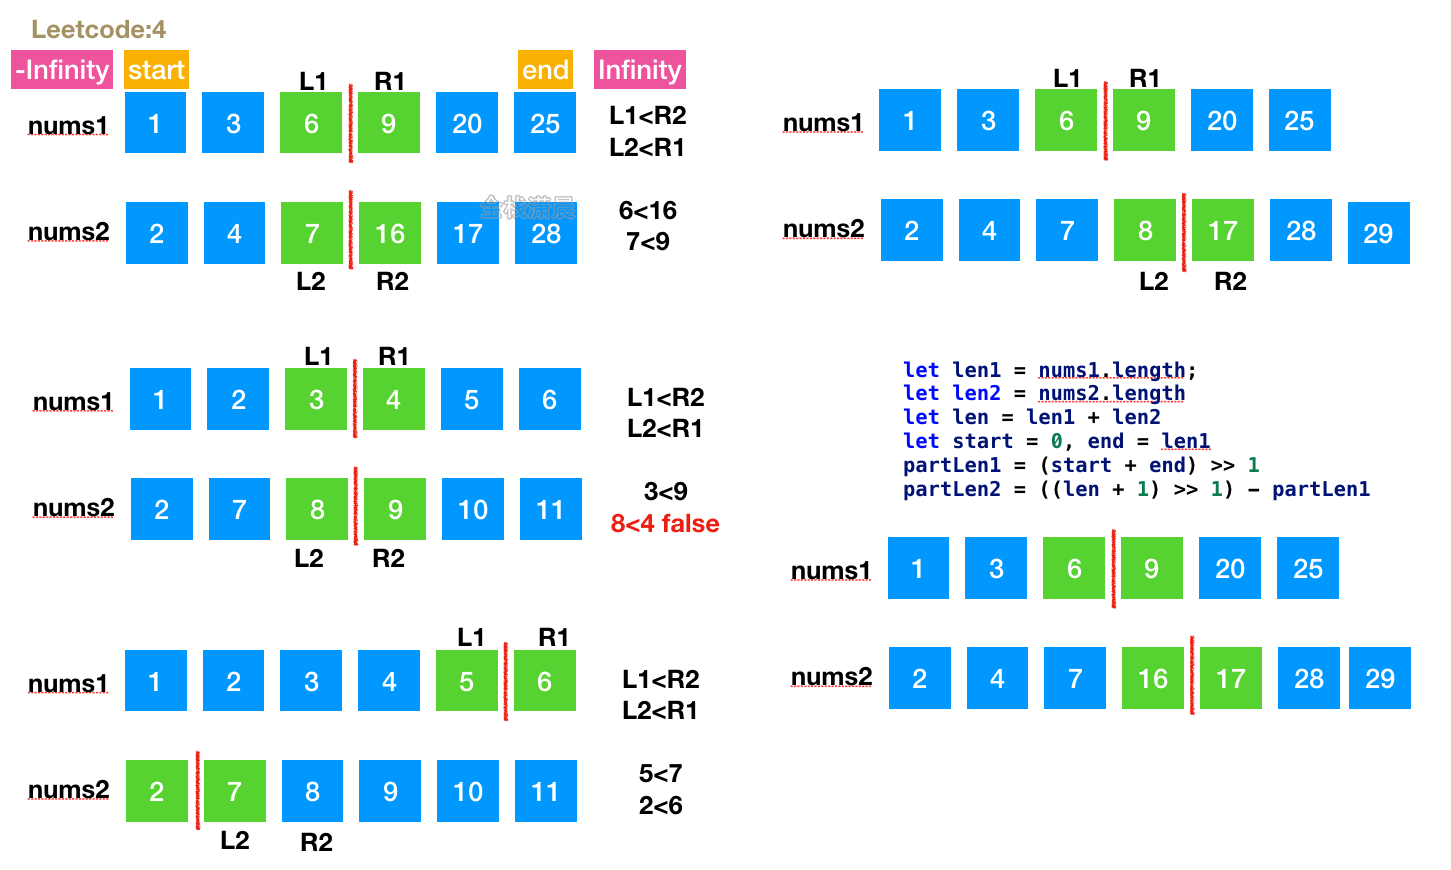 Leetcode:4
-Infinity start end Infinity
L1 R1
nums1 1 3 6 9 20 25
L1<R2
L2<R1
全栈潇晨
nums2 2 4 7 16 17 28
6<16
7<9
L2 R2
L1 R1
nums1 1 2 3 4 5 6
L1<R2
L2<R1
nums2 2 7 8 9 10 11
3<9
8<4 false
L2 R2
L1 R1
nums1 1 2 3 4 5 6
L1<R2
L2<R1
nums2 2 7 8 9 10 11
5<7
2<6
L2 R2
L1 R1
nums1 1 3 6 9 20 25
nums2 2 4 7 8 17 28 29
L2 R2
let len1 = nums1.length;
let len2 = nums2.length
let len = len1 + len2
let start = 0, end = len1
partLen1 = (start + end) >> 1
partLen2 = ((len + 1) >> 1) - partLen1
nums1 1 3 6 9 20 25
nums2 2 4 7 16 17 28 29